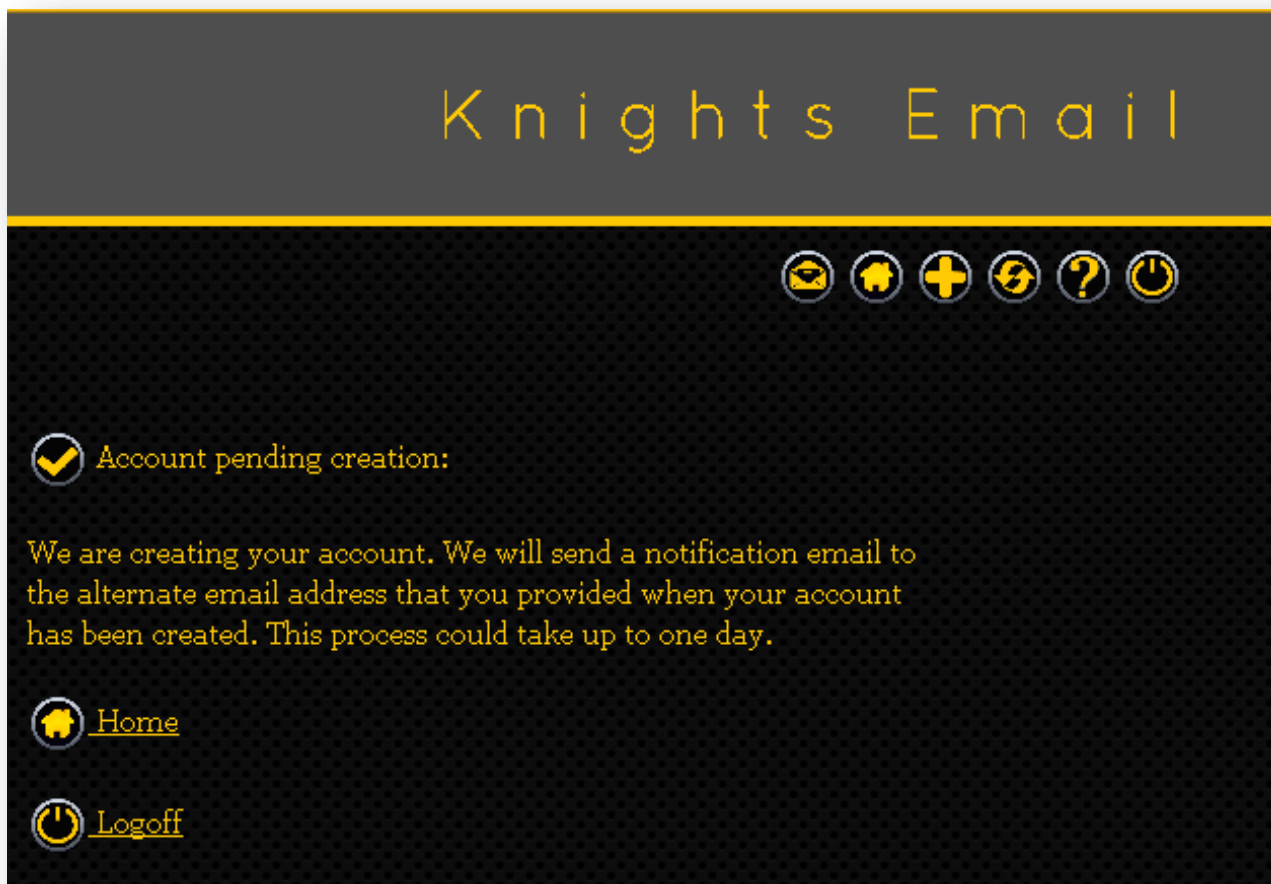 Knights Email
Account pending creation:
We are creating your account. We will send a notification email to
the alternate email address that you provided when your account
has been created. This process could take up to one day.
Home
Logoff